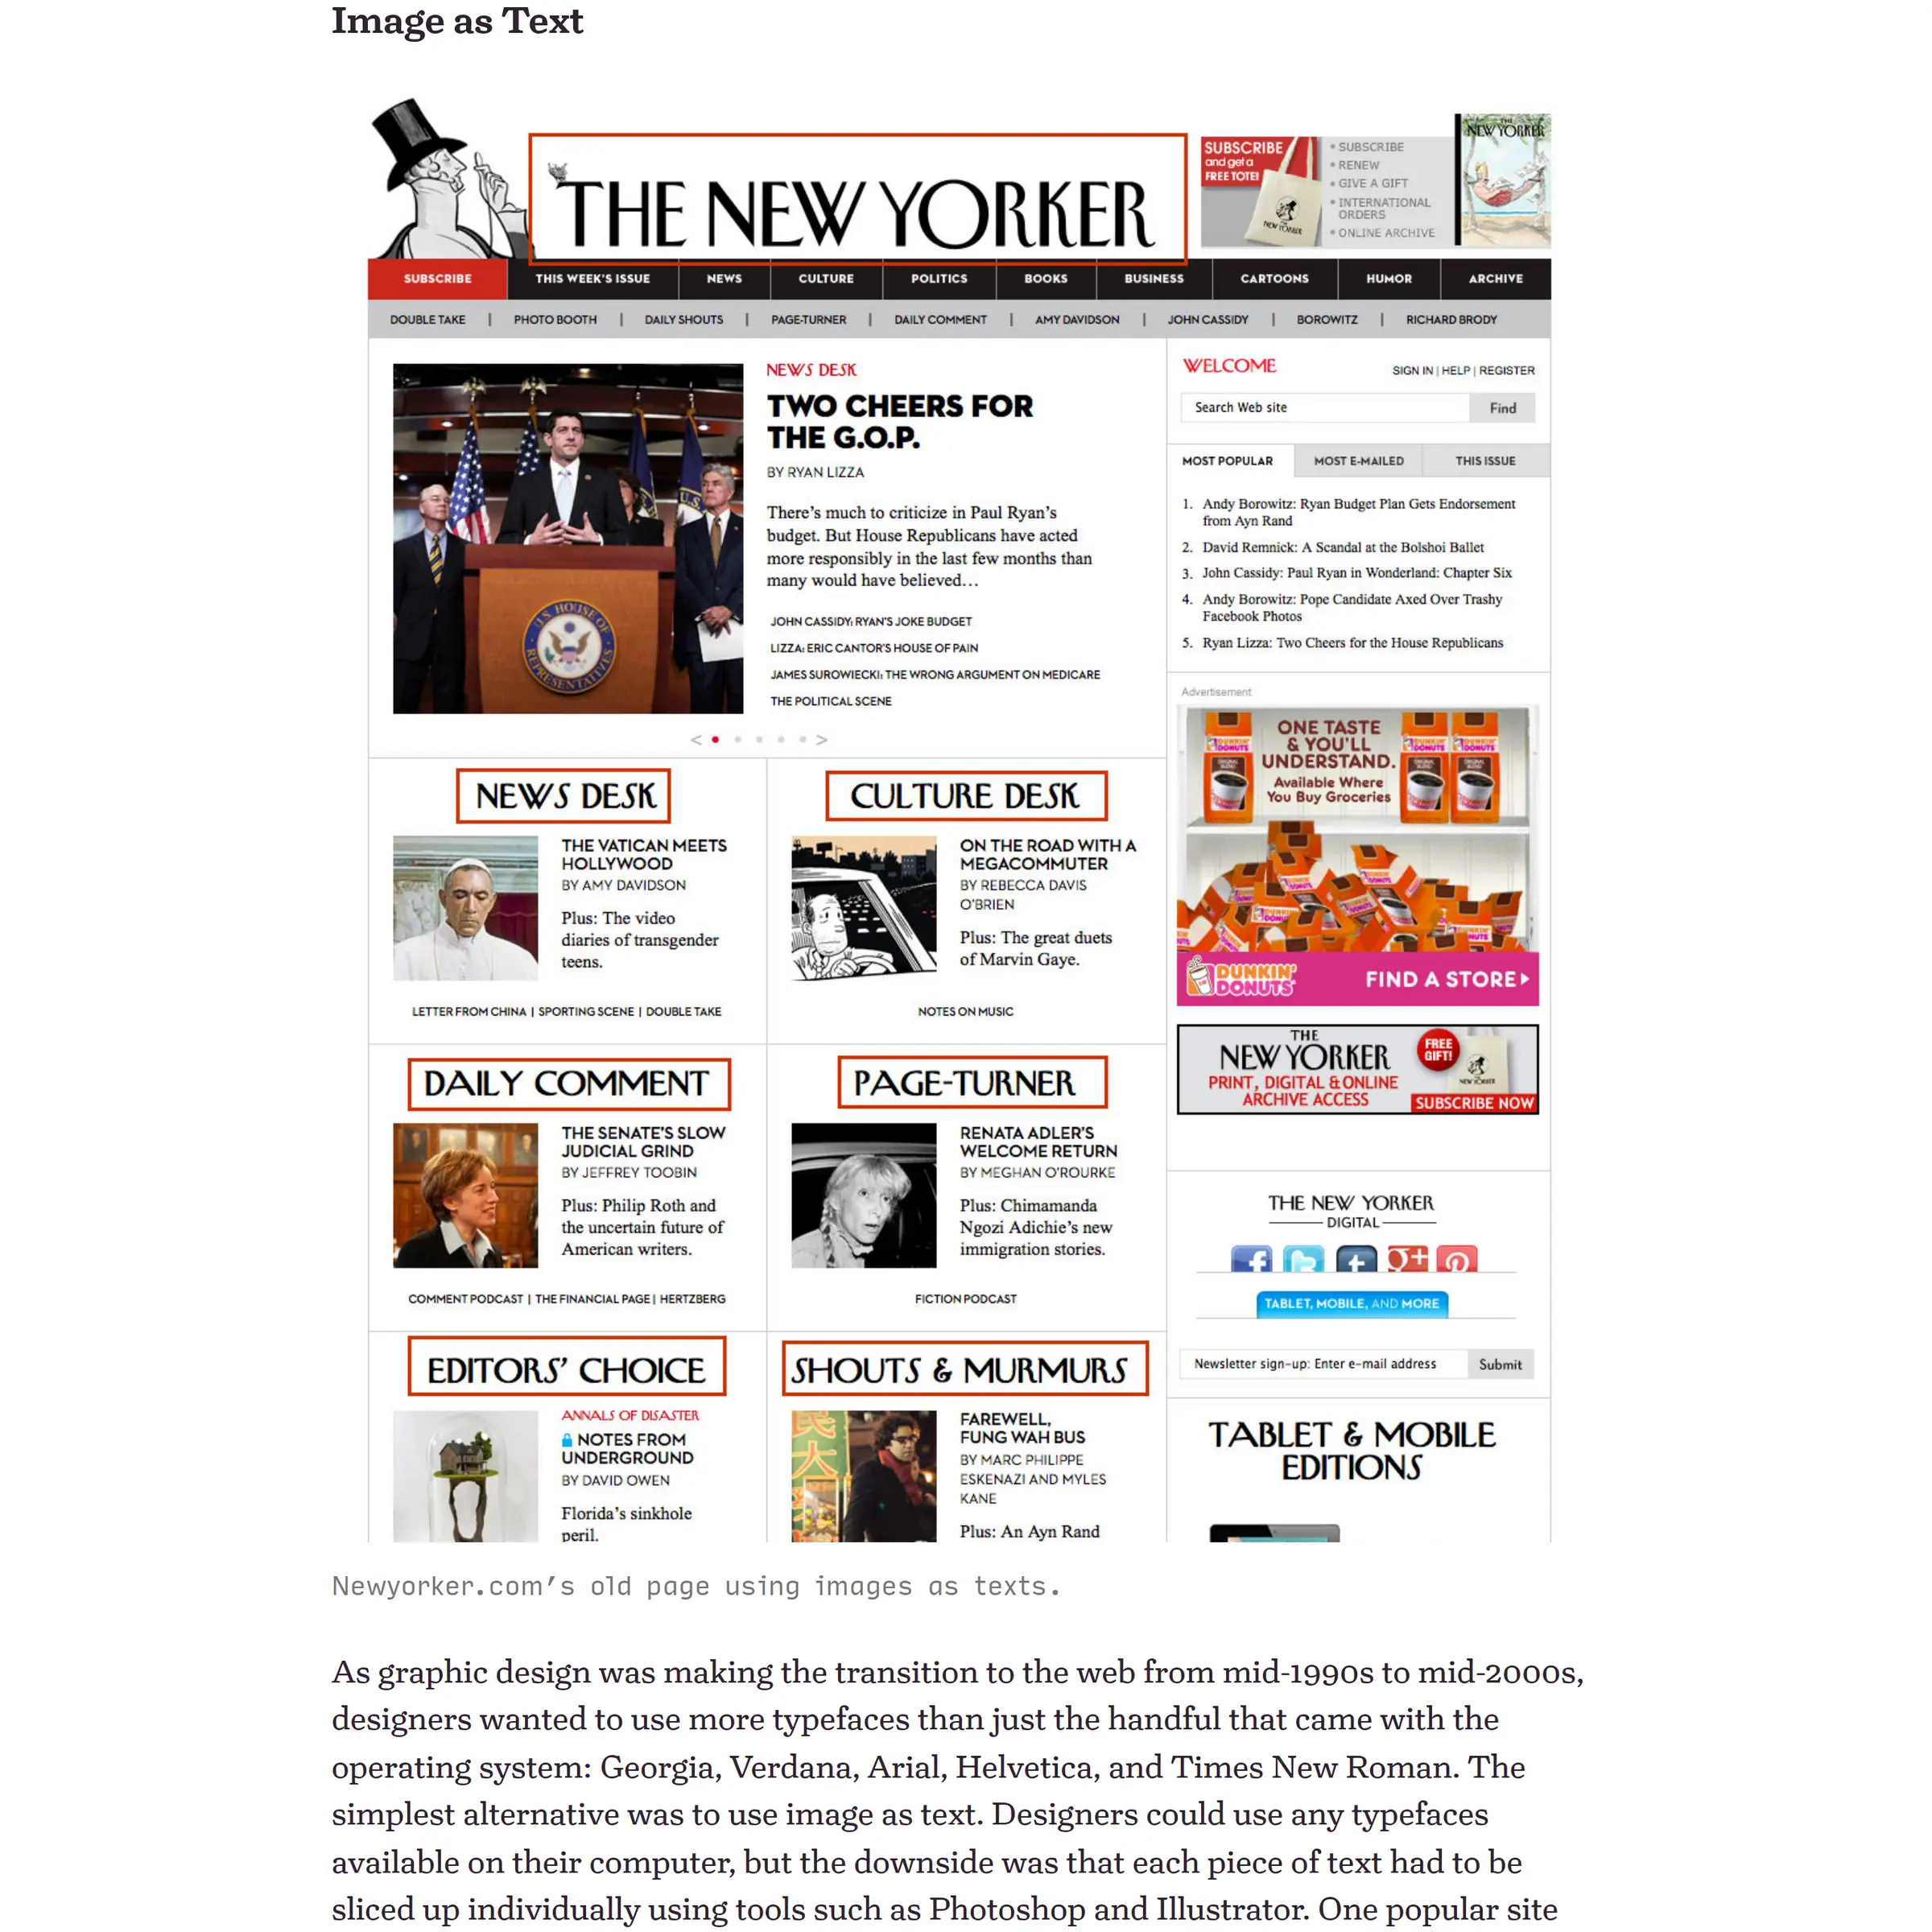 Image as Text
THE NEW YORKER
SUBSCRIBE
and get a
FREE TOTE!
THE
NEW YORKER
• SUBSCRIBE
• RENEW
• GIVE A GIFT
• INTERNATIONAL
ORDERS
• ONLINE ARCHIVE
NEW YORKER
SUBSCRIBE THIS WEEK'S ISSUE NEWS CULTURE POLITICS BOOKS BUSINESS CARTOONS HUMOR ARCHIVE
DOUBLE TAKE | PHOTO BOOTH | DAILY SHOUTS | PAGE-TURNER | DAILY COMMENT | AMY DAVIDSON | JOHN CASSIDY | BOROWITZ | RICHARD BRODY
NEWS DESK
TWO CHEERS FOR
THE G.O.P.
BY RYAN LIZZA
There's much to criticize in Paul Ryan's
budget. But House Republicans have acted
more responsibly in the last few months than
many would have believed…
JOHN CASSIDY: RYAN'S JOKE BUDGET
LIZZA: ERIC CANTOR'S HOUSE OF PAIN
JAMES SUROWIECKI: THE WRONG ARGUMENT ON MEDICARE
THE POLITICAL SCENE
U.S. HOUSE OF
REPRESENTATIVES
< >
WELCOME
SIGN IN | HELP | REGISTER
Search Web site Find
MOST POPULAR MOST E-MAILED THIS ISSUE
1. Andy Borowitz: Ryan Budget Plan Gets Endorsement
from Ayn Rand
2. David Remnick: A Scandal at the Bolshoi Ballet
3. John Cassidy: Paul Ryan in Wonderland: Chapter Six
4. Andy Borowitz: Pope Candidate Axed Over Trashy
Facebook Photos
5. Ryan Lizza: Two Cheers for the House Republicans
Advertisement
ONE TASTE
& YOU'LL
UNDERSTAND.
Available Where
You Buy Groceries
DUNKIN'
DONUTS
FIND A STORE
THE
NEW YORKER
PRINT, DIGITAL & ONLINE
ARCHIVE ACCESS
FREE
GIFT!
NEW YORKER
SUBSCRIBE NOW
THE NEW YORKER
DIGITAL
f t g+
TABLET, MOBILE, AND MORE
Newsletter sign-up: Enter e-mail address Submit
TABLET & MOBILE
EDITIONS
NEWS DESK
THE VATICAN MEETS
HOLLYWOOD
BY AMY DAVIDSON
Plus: The video
diaries of transgender
teens.
LETTER FROM CHINA | SPORTING SCENE | DOUBLE TAKE
CULTURE DESK
ON THE ROAD WITH A
MEGACOMMUTER
BY REBECCA DAVIS
O'BRIEN
Plus: The great duets
of Marvin Gaye.
NOTES ON MUSIC
DAILY COMMENT
THE SENATE'S SLOW
JUDICIAL GRIND
BY JEFFREY TOOBIN
Plus: Philip Roth and
the uncertain future of
American writers.
COMMENT PODCAST | THE FINANCIAL PAGE | HERTZBERG
PAGE-TURNER
RENATA ADLER'S
WELCOME RETURN
BY MEGHAN O'ROURKE
Plus: Chimamanda
Ngozi Adichie's new
immigration stories.
FICTION PODCAST
EDITORS' CHOICE
ANNALS OF DISASTER
NOTES FROM
UNDERGROUND
BY DAVID OWEN
Florida's sinkhole
peril.
SHOUTS & MURMURS
FAREWELL,
FUNG WAH BUS
BY MARC PHILIPPE
ESKENAZI AND MYLES
KANE
Plus: An Ayn Rand
民
大
Newyorker.com's old page using images as texts.
As graphic design was making the transition to the web from mid-1990s to mid-2000s,
designers wanted to use more typefaces than just the handful that came with the
operating system: Georgia, Verdana, Arial, Helvetica, and Times New Roman. The
simplest alternative was to use image as text. Designers could use any typefaces
available on their computer, but the downside was that each piece of text had to be
sliced up individually using tools such as Photoshop and Illustrator. One popular site